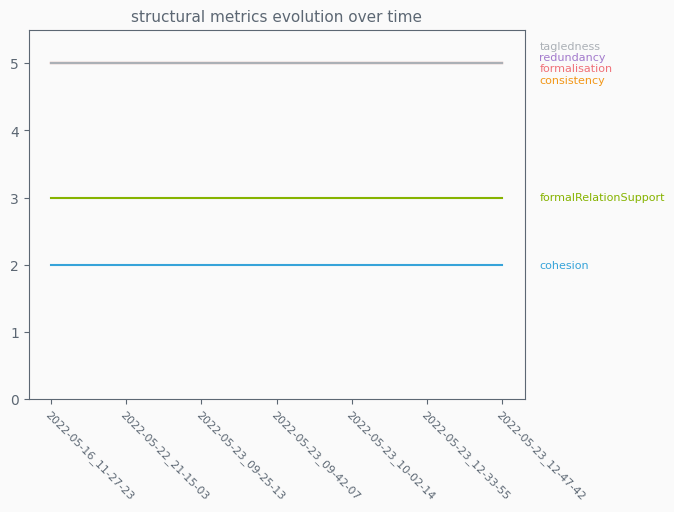 structural metrics evolution over time
tagledness
redundancy
formalisation
consistency
formalRelationSupport
cohesion
5
4
3
2
1
0
2022-05-16_11-27-23
2022-05-22_21-15-03
2022-05-23_09-25-13
2022-05-23_09-42-07
2022-05-23_10-02-14
2022-05-23_12-33-55
2022-05-23_12-47-42